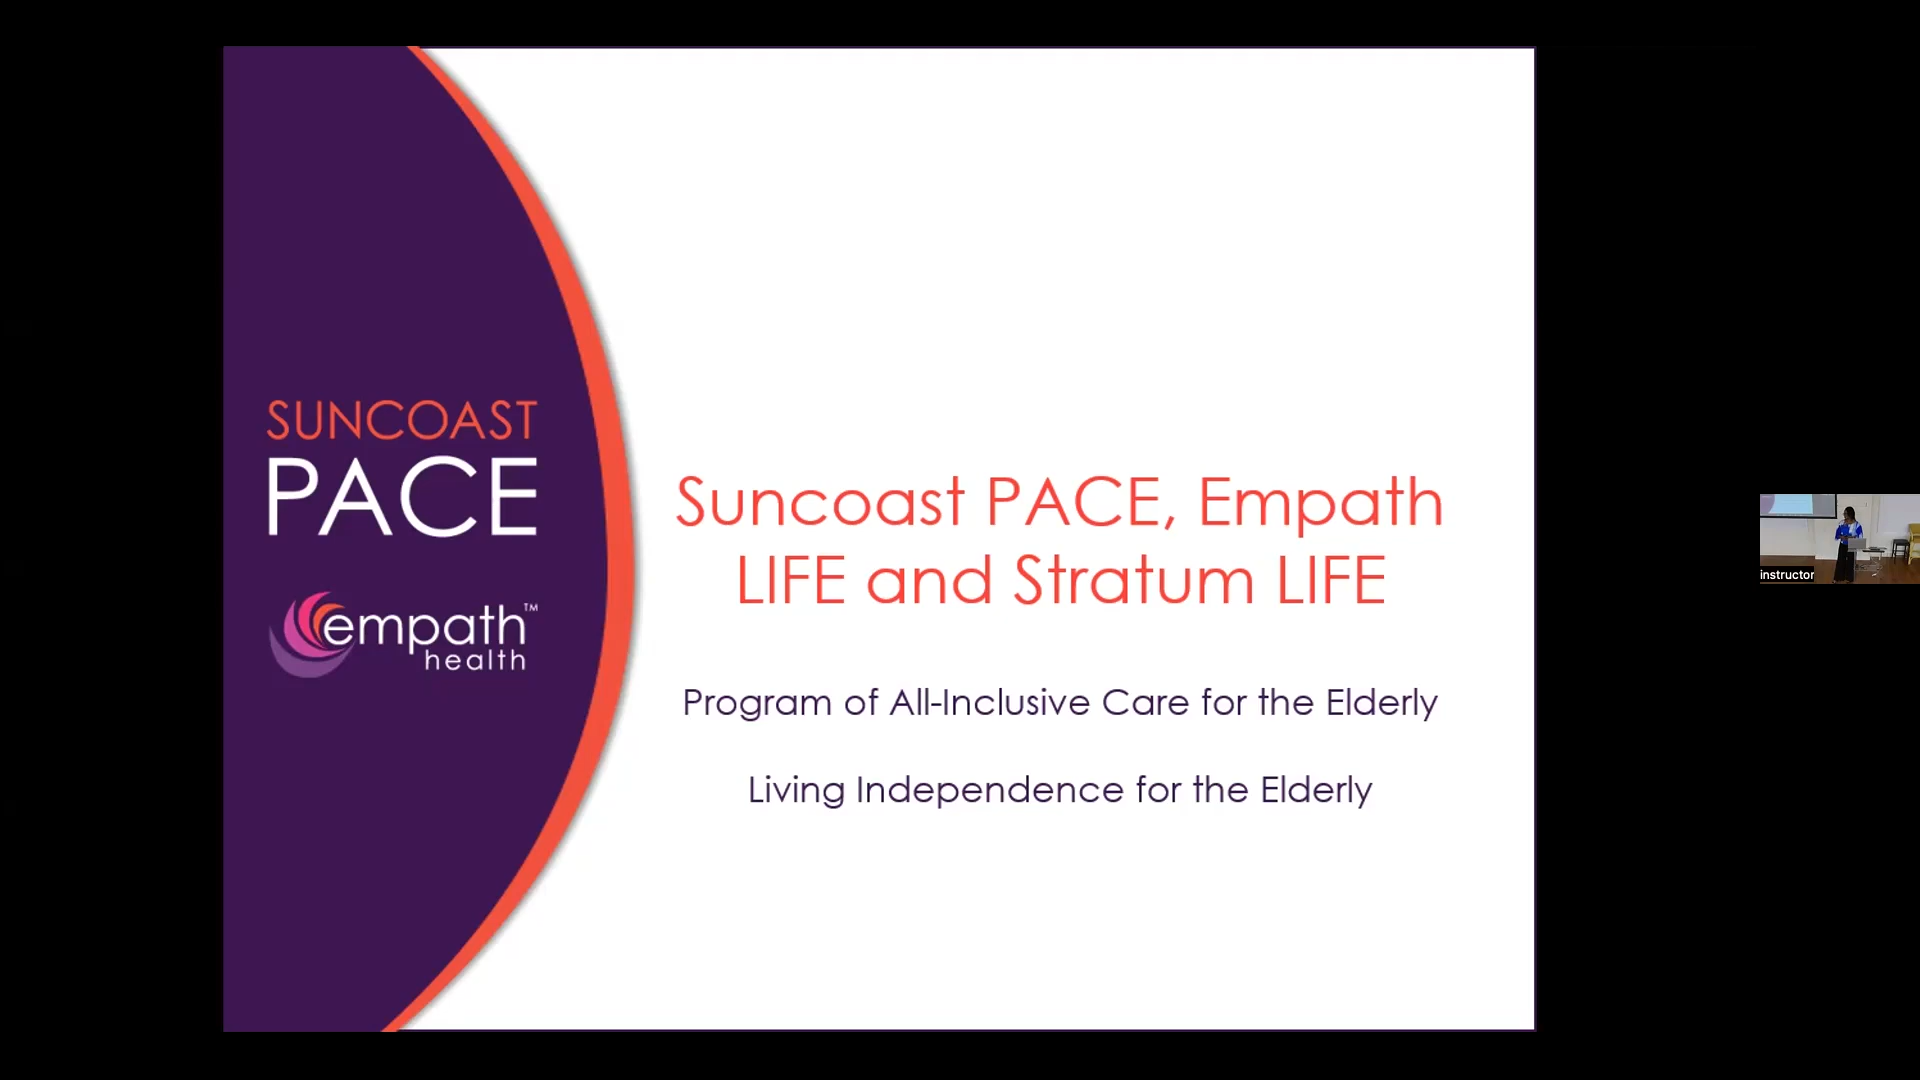 SUNCOAST
PACE
empath™
health
Suncoast PACE, Empath
LIFE and Stratum LIFE
Program of All-Inclusive Care for the Elderly
Living Independence for the Elderly
instructor